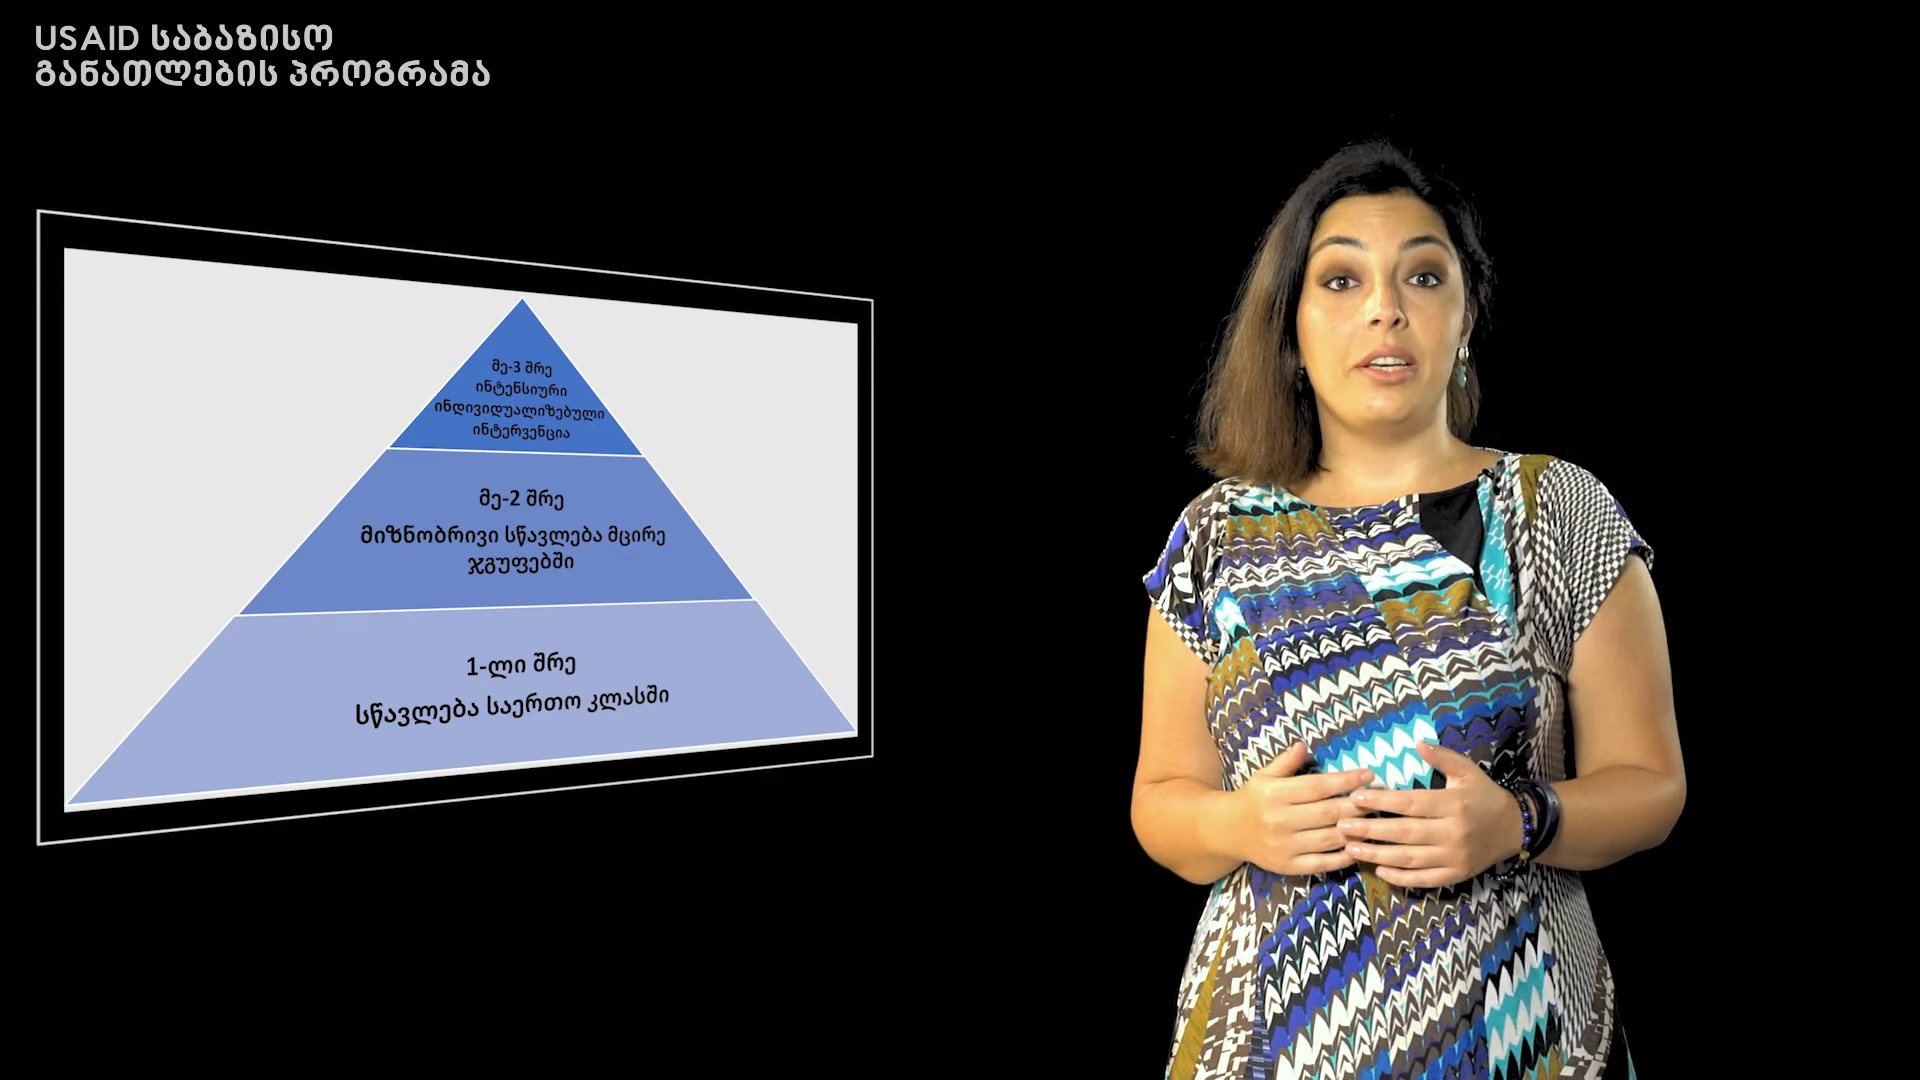 USAID საბაზისო
განათლების პროგრამა
მე-3 შრე
ინტენსიური
ინდივიდუალიზებული
ინტერვენცია
მე-2 შრე
მიზნობრივი სწავლება მცირე
ჯგუფებში
1-ლი შრე
სწავლება საერთო კლასში